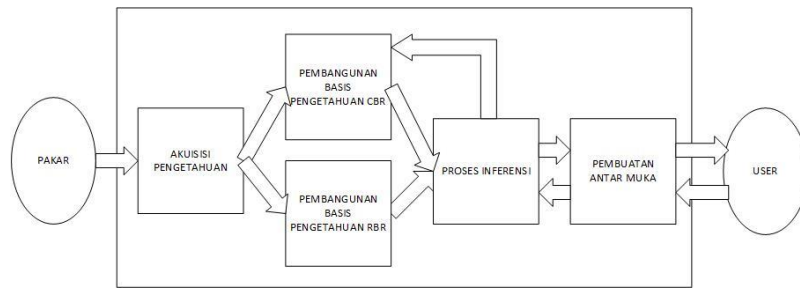 PAKAR
AKUISISI
PENGETAHUAN
PEMBANGUNAN
BASIS
PENGETAHUAN CBR
PEMBANGUNAN
BASIS
PENGETAHUAN RBR
PROSES INFERENSI
PEMBUATAN
ANTAR MUKA
USER